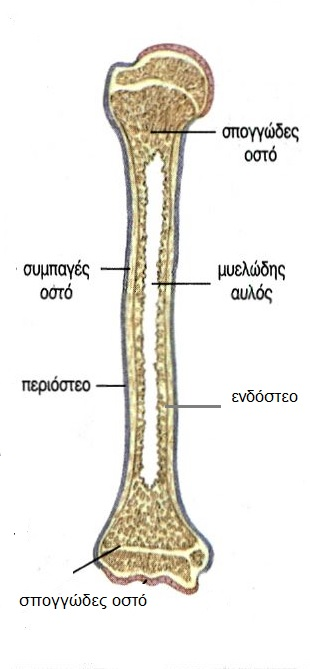 σπογγώδες
οστό
συμπαγές
οστό
μυελώδης
αυλός
περιόστεο
ενδόστεο
σπογγώδες οστό